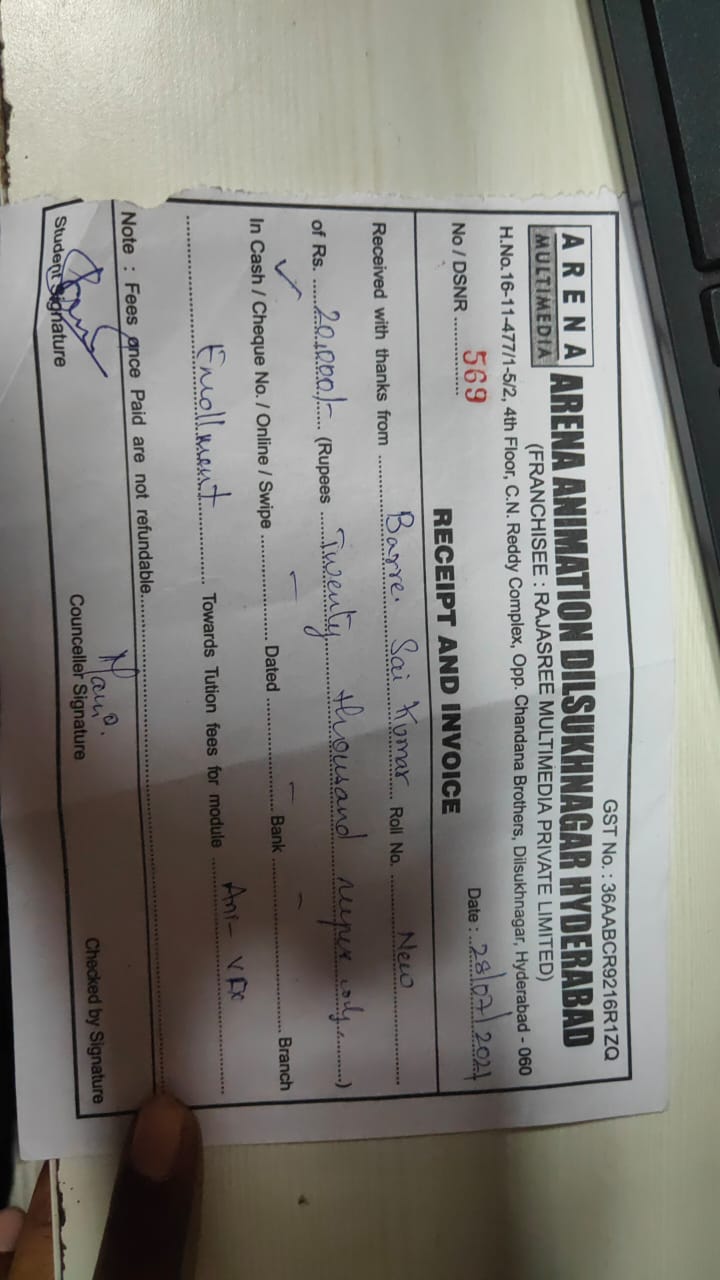 GST No. : 36AABCR9216R1ZQ
ARENA MULTIMEDIA ARENA ANIMATION DILSUKHNAGAR HYDERABAD
(FRANCHISEE : RAJASREE MULTIMEDIA PRIVATE LIMITED)
H.No.16-11-477/1-5/2, 4th Floor, C.N. Reddy Complex, Opp. Chandana Brothers, Dilsukhnagar, Hyderabad - 060
No / DSNR 569 Date : 28/07/2021
RECEIPT AND INVOICE
Received with thanks from Barre. Sai Kumar Roll No. New
of Rs. 20,000/- (Rupees Twenty thousand only)
In Cash / Cheque No. / Online / Swipe - Dated - Bank - Branch
Enrollment Towards Tution fees for module Ani- VFX
Note : Fees once Paid are not refundable
Student Signature Counceller Signature Checked by Signature